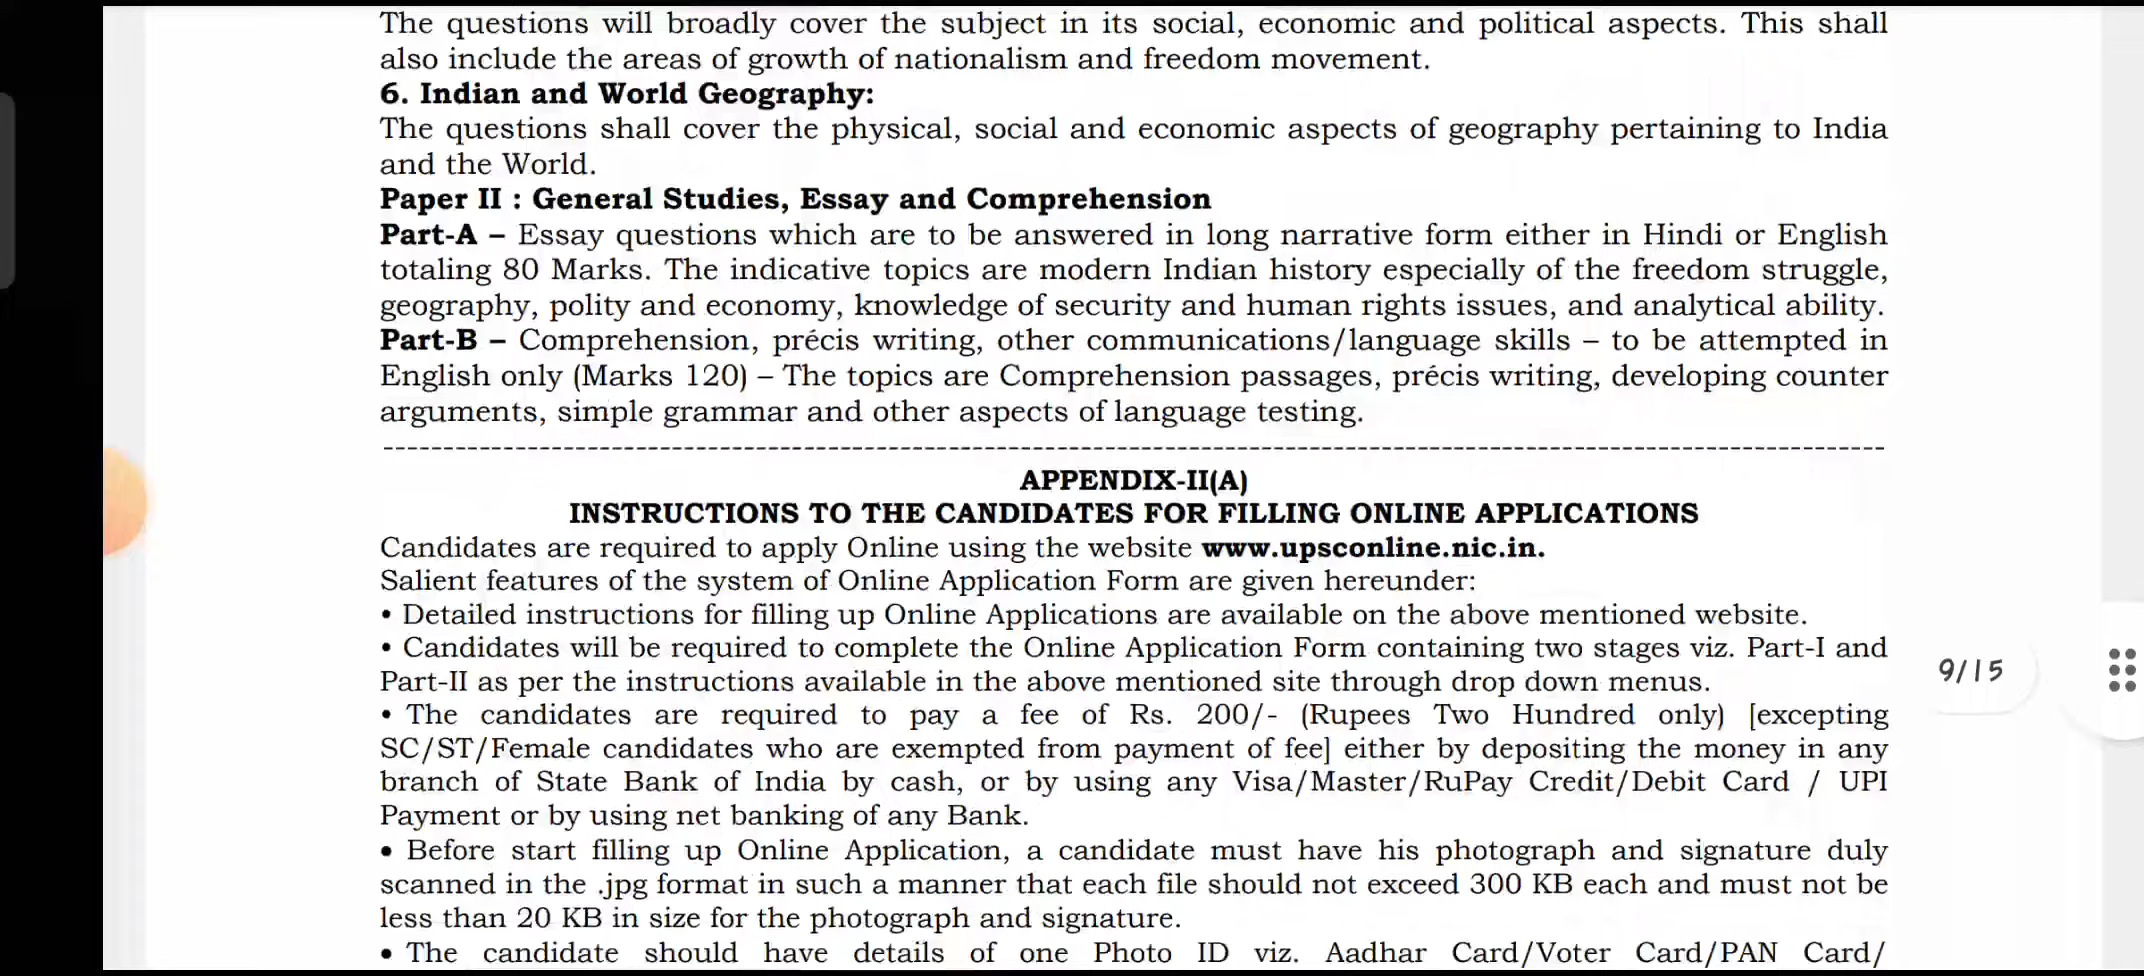 The questions will broadly cover the subject in its social, economic and political aspects. This shall
also include the areas of growth of nationalism and freedom movement.
6. Indian and World Geography:
The questions shall cover the physical, social and economic aspects of geography pertaining to India
and the World.
Paper II : General Studies, Essay and Comprehension
Part-A – Essay questions which are to be answered in long narrative form either in Hindi or English
totaling 80 Marks. The indicative topics are modern Indian history especially of the freedom struggle,
geography, polity and economy, knowledge of security and human rights issues, and analytical ability.
Part-B – Comprehension, précis writing, other communications/language skills – to be attempted in
English only (Marks 120) – The topics are Comprehension passages, précis writing, developing counter
arguments, simple grammar and other aspects of language testing.
----------------------------------------------------------------------------------------------------
APPENDIX-II(A)
INSTRUCTIONS TO THE CANDIDATES FOR FILLING ONLINE APPLICATIONS
Candidates are required to apply Online using the website www.upsconline.nic.in.
Salient features of the system of Online Application Form are given hereunder:
• Detailed instructions for filling up Online Applications are available on the above mentioned website.
• Candidates will be required to complete the Online Application Form containing two stages viz. Part-I and
Part-II as per the instructions available in the above mentioned site through drop down menus.
• The candidates are required to pay a fee of Rs. 200/- (Rupees Two Hundred only) [excepting
SC/ST/Female candidates who are exempted from payment of fee] either by depositing the money in any
branch of State Bank of India by cash, or by using any Visa/Master/RuPay Credit/Debit Card / UPI
Payment or by using net banking of any Bank.
• Before start filling up Online Application, a candidate must have his photograph and signature duly
scanned in the .jpg format in such a manner that each file should not exceed 300 KB each and must not be
less than 20 KB in size for the photograph and signature.
• The candidate should have details of one Photo ID viz. Aadhar Card/Voter Card/PAN Card/
9/15